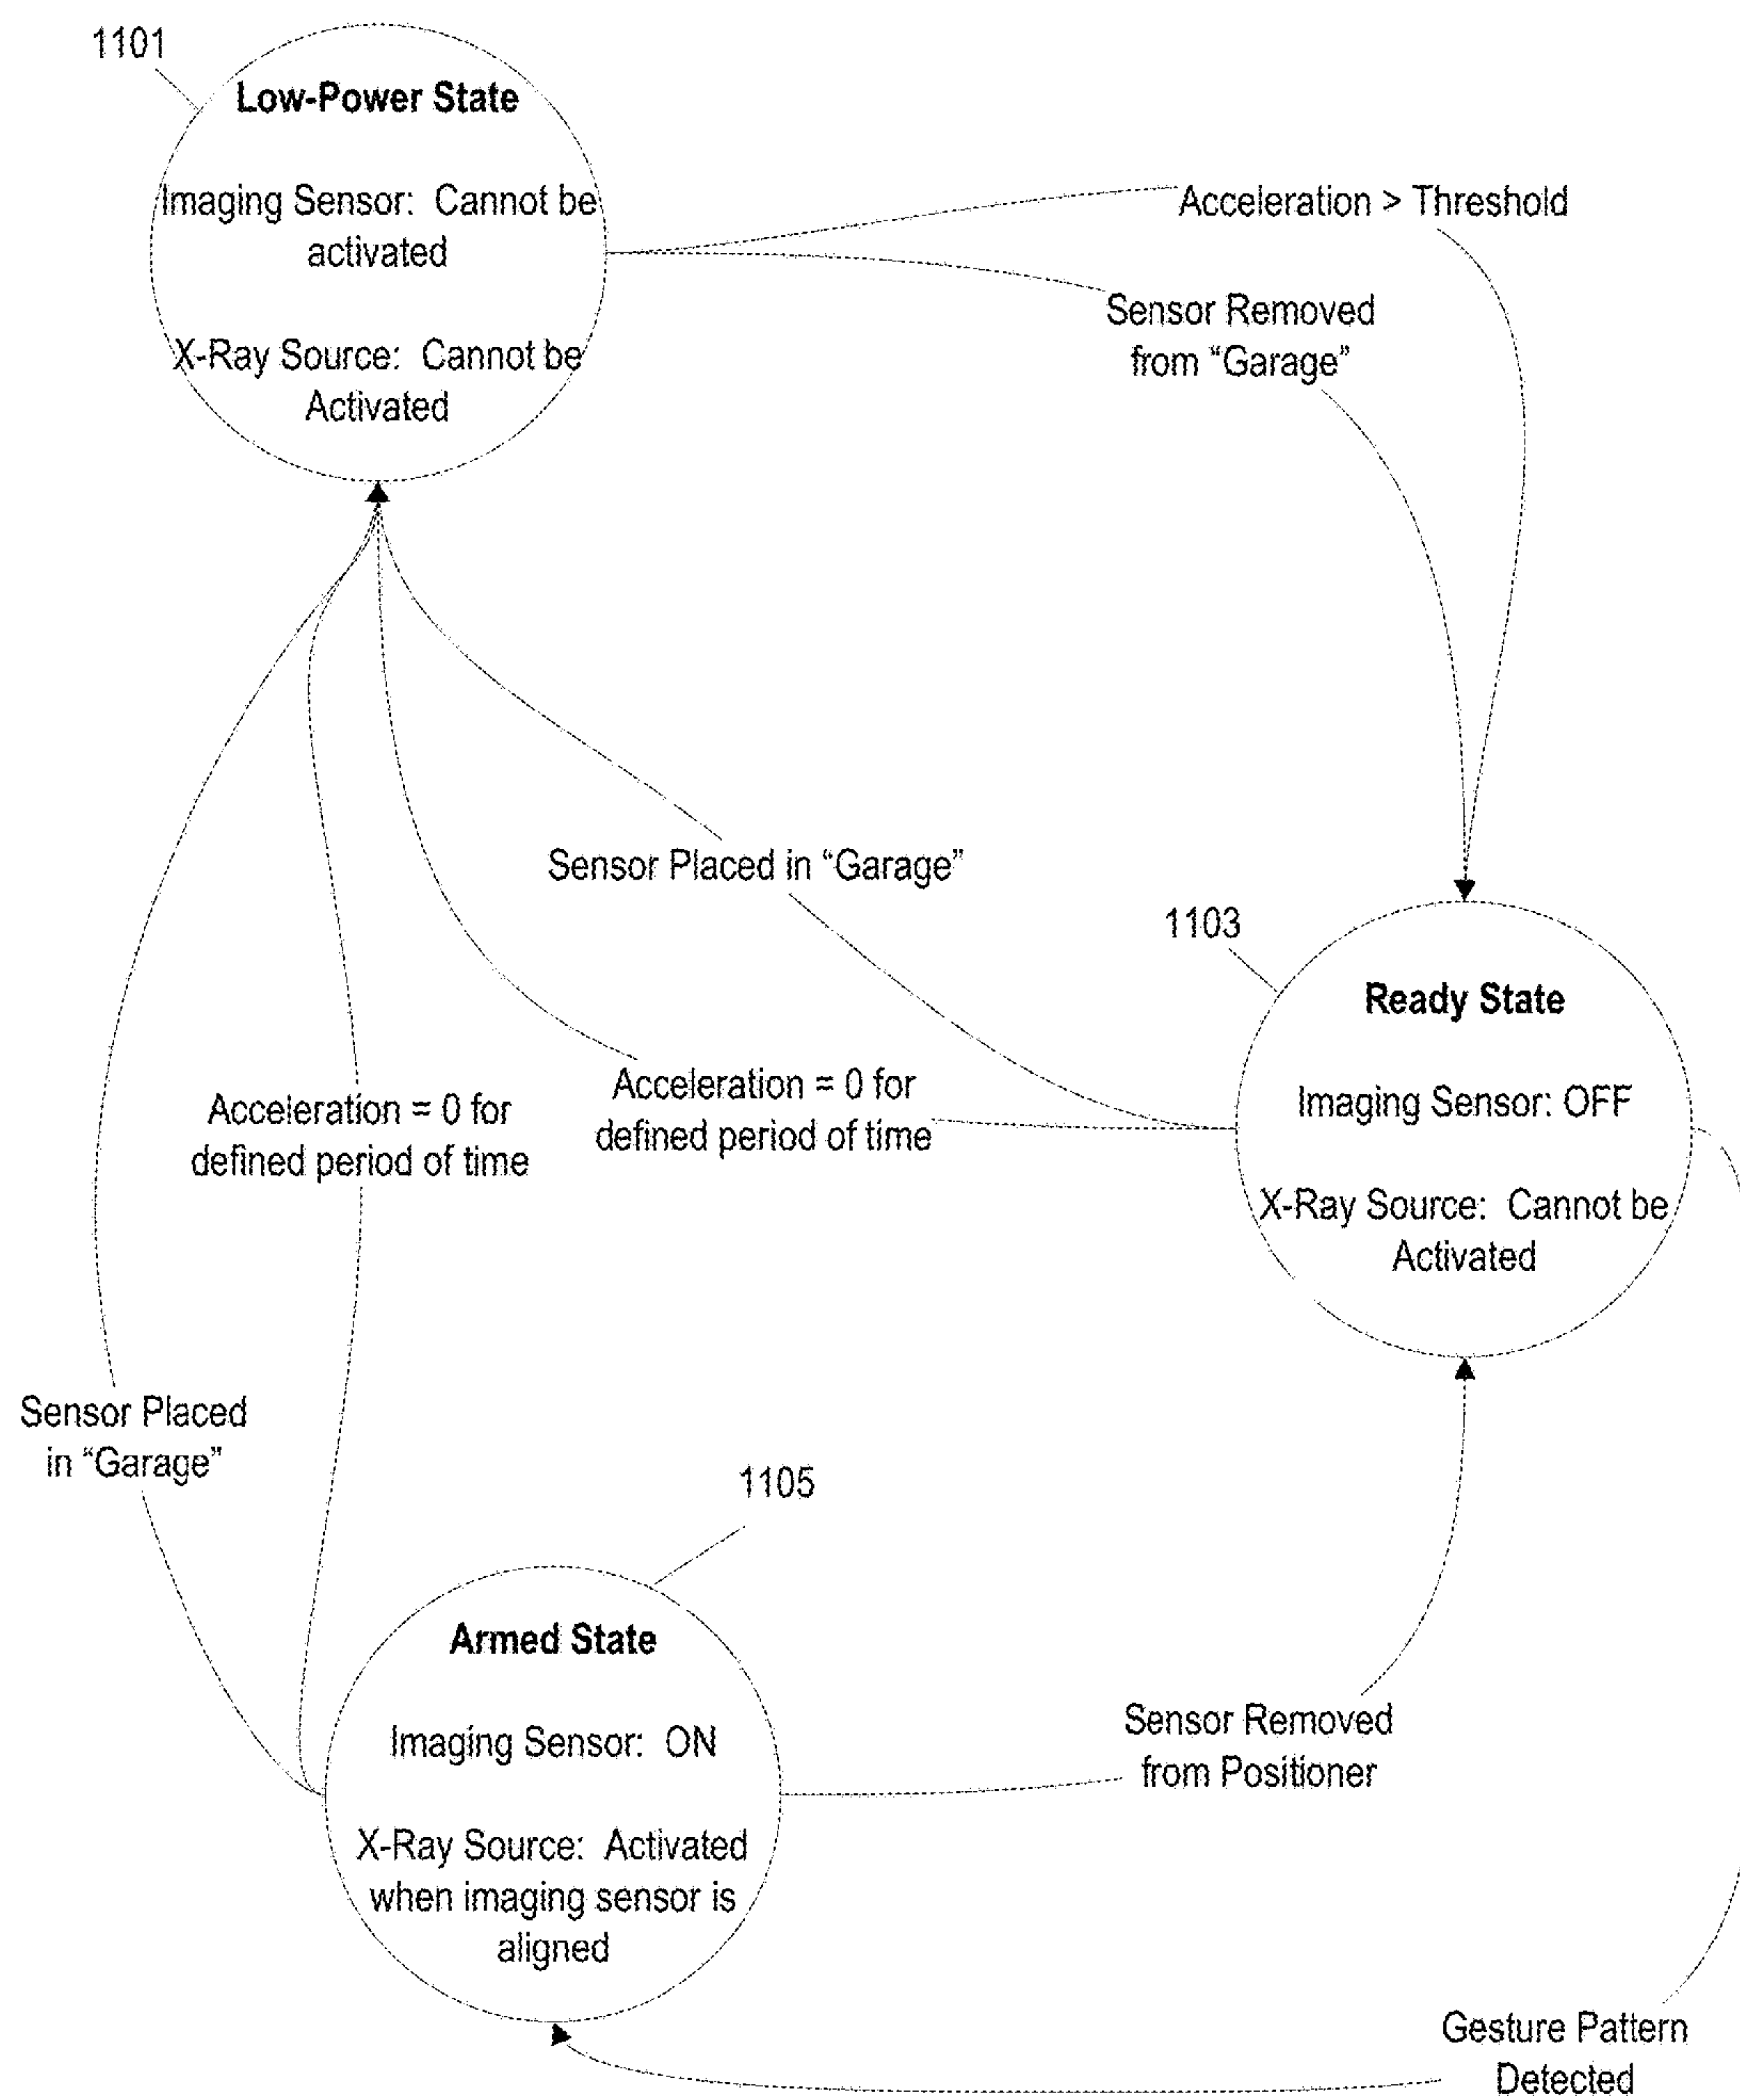 1101
Low-Power State
Imaging Sensor: Cannot be
activated
X-Ray Source: Cannot be
Activated
Acceleration > Threshold
Sensor Removed
from “Garage”
Sensor Placed in “Garage”
1103
Ready State
Imaging Sensor: OFF
X-Ray Source: Cannot be
Activated
Acceleration = 0 for
defined period of time
Acceleration = 0 for
defined period of time
Sensor Placed
in “Garage”
1105
Armed State
Imaging Sensor: ON
X-Ray Source: Activated
when imaging sensor is
aligned
Sensor Removed
from Positioner
Gesture Pattern
Detected